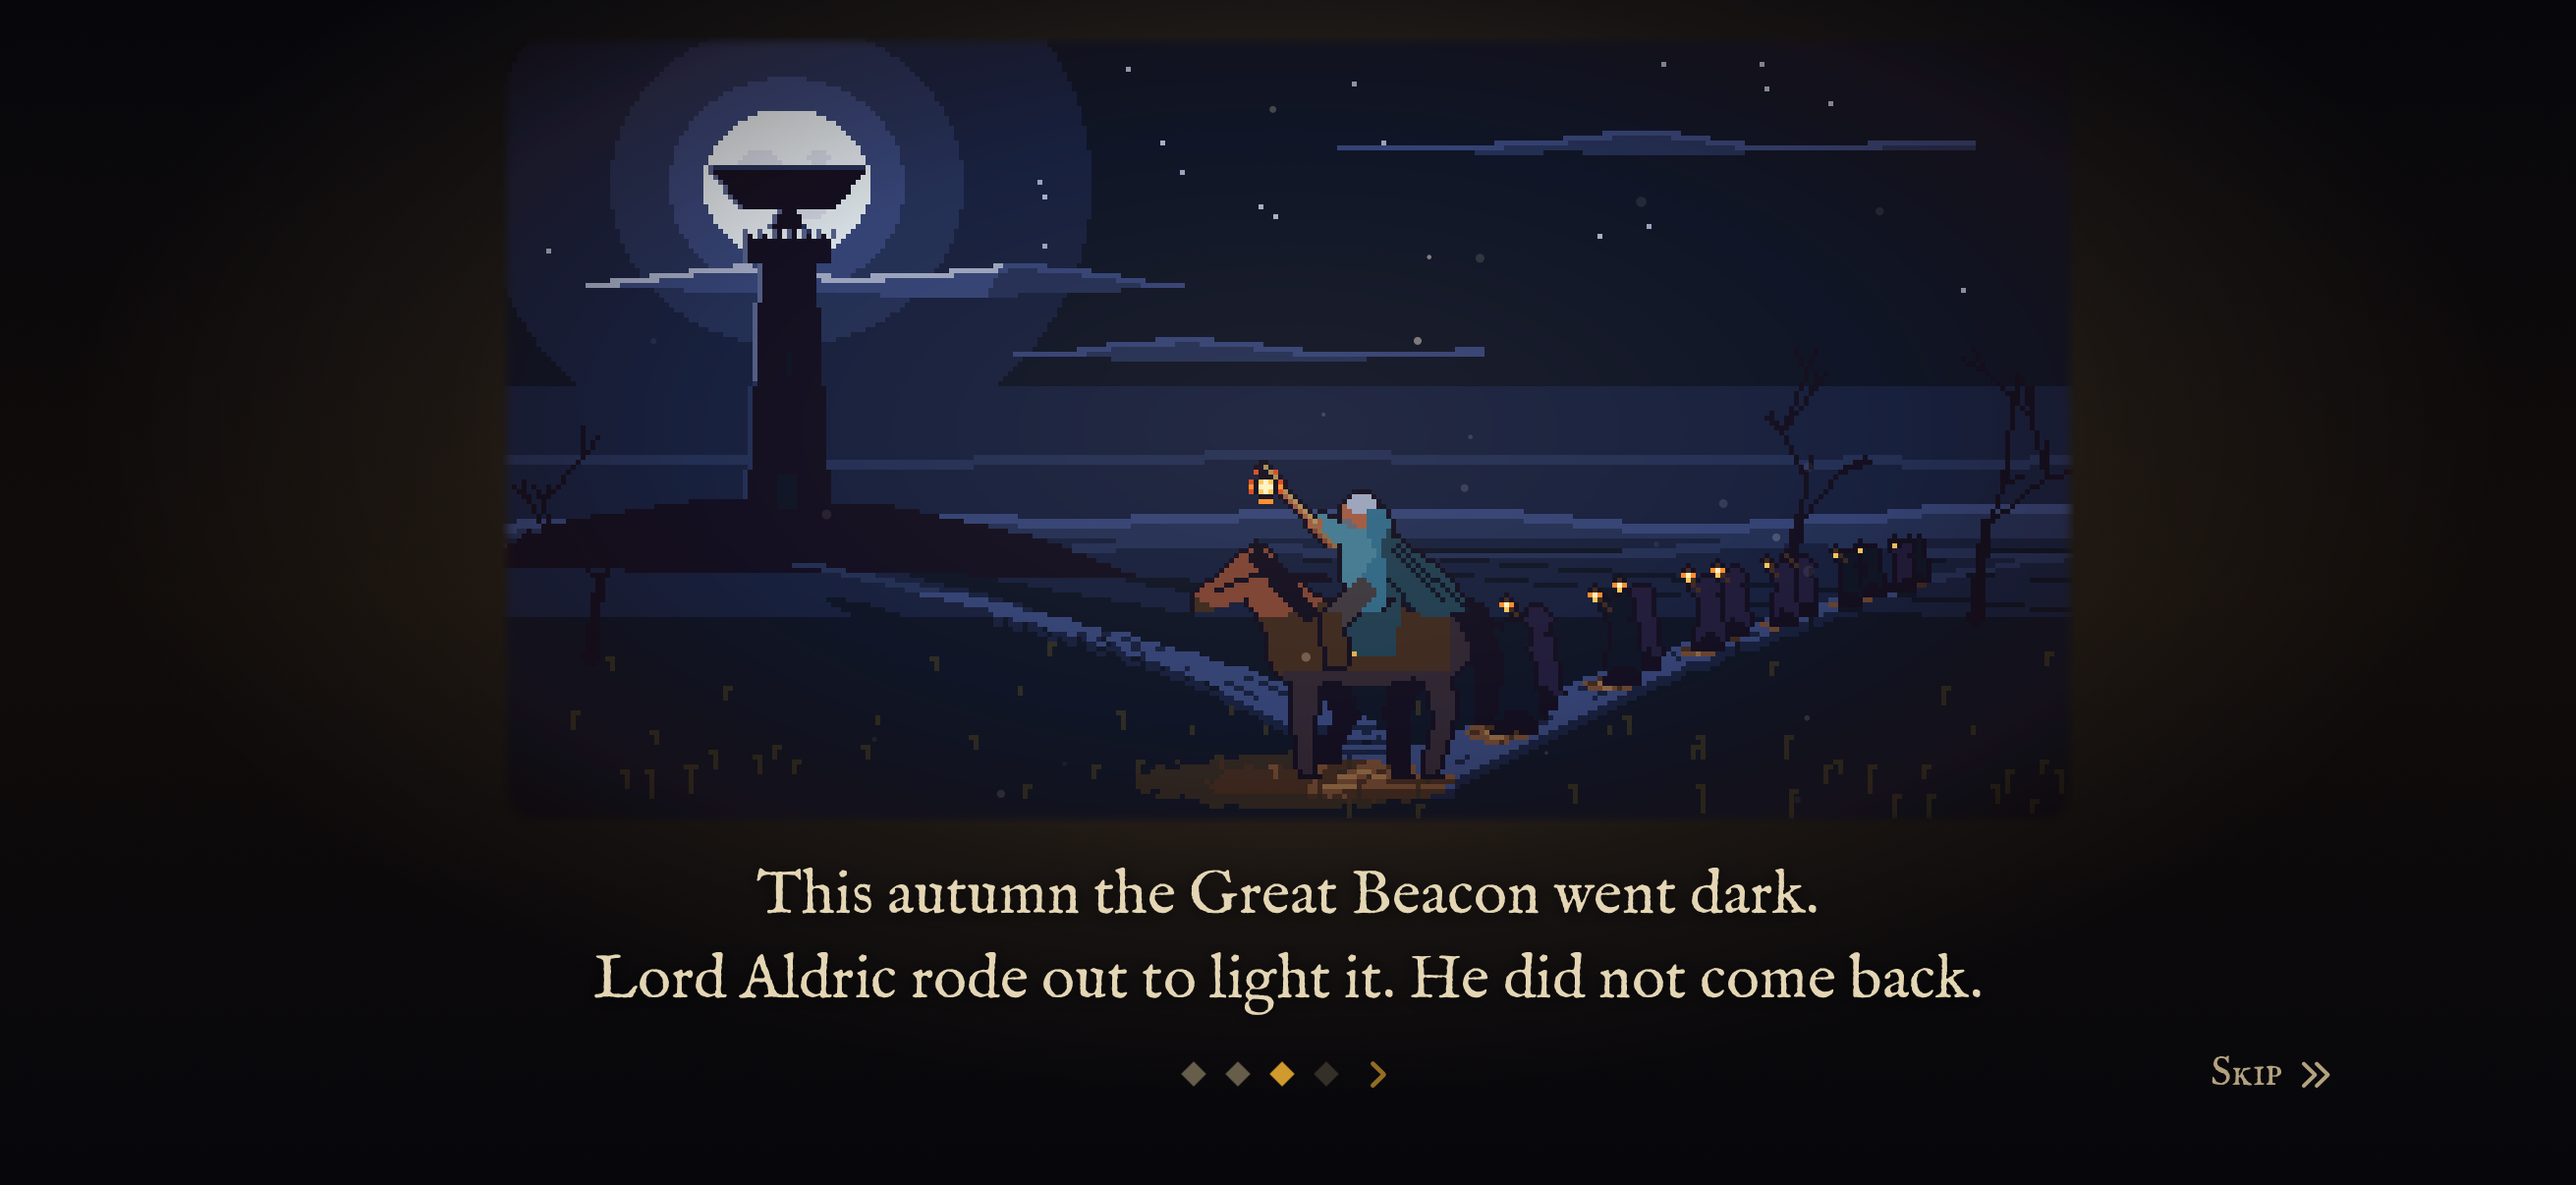 This autumn the Great Beacon went dark.
Lord Aldric rode out to light it. He did not come back.
Skip